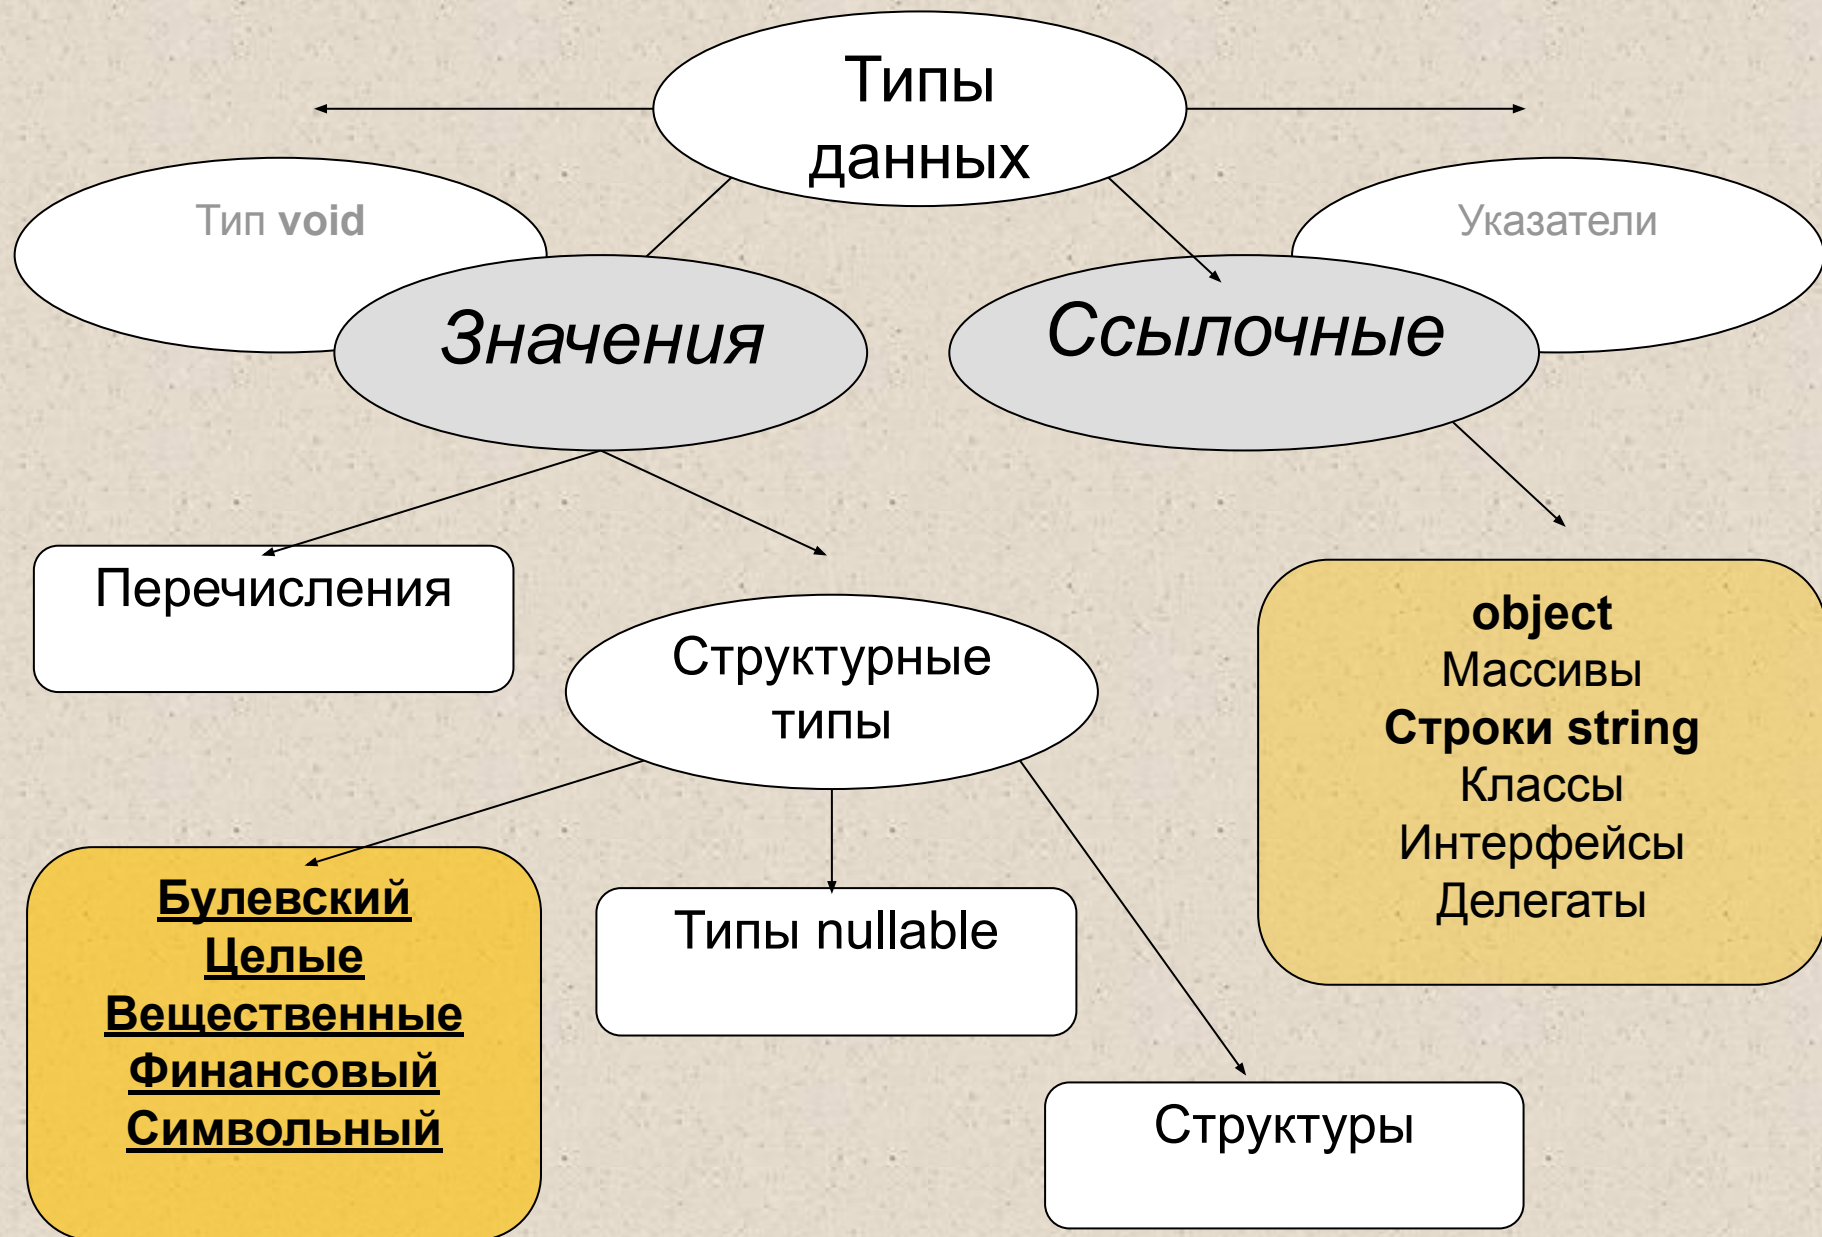 Типы
данных
Тип void
Указатели
Значения
Ссылочные
Перечисления
Структурные
типы
object
Массивы
Строки string
Классы
Интерфейсы
Делегаты
Булевский
Целые
Вещественные
Финансовый
Символьный
Типы nullable
Структуры